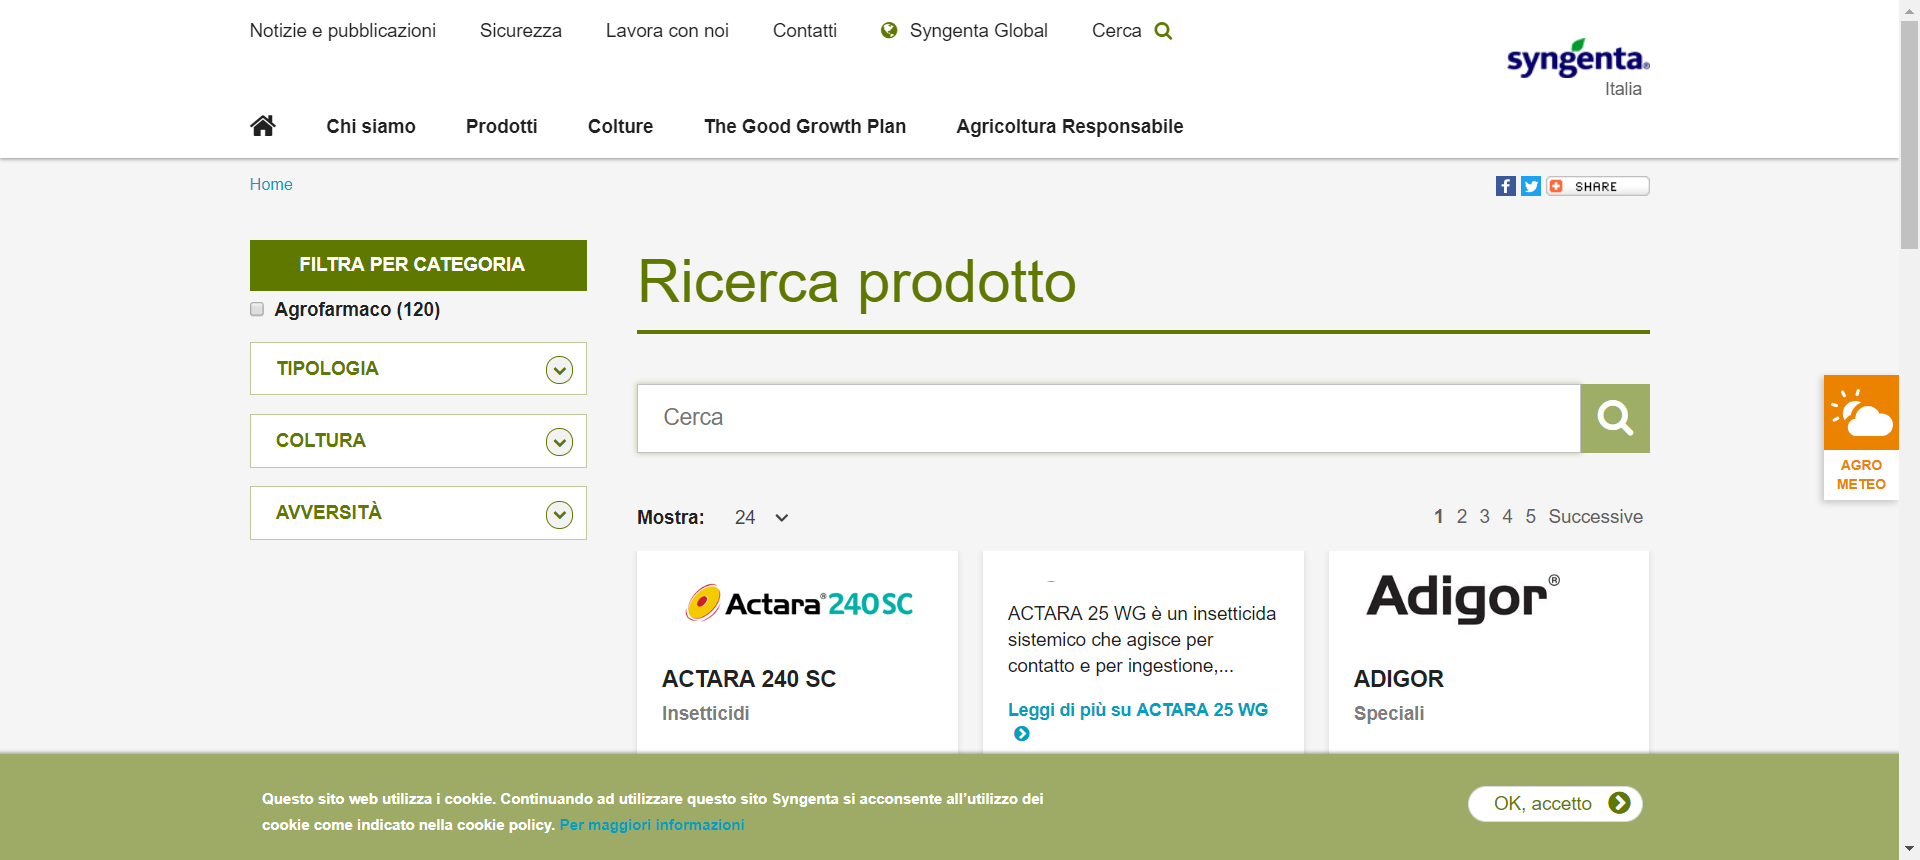 Notizie e pubblicazioni Sicurezza Lavora con noi Contatti Syngenta Global Cerca
syngenta®
Italia
Chi siamo Prodotti Colture The Good Growth Plan Agricoltura Responsabile
Home
SHARE
FILTRA PER CATEGORIA
Agrofarmaco (120)
TIPOLOGIA
COLTURA
AVVERSITÀ
Ricerca prodotto
Cerca
AGRO
METEO
Mostra: 24
1 2 3 4 5 Successive
Actara® 240 SC
ACTARA 240 SC
Insetticidi
ACTARA 25 WG è un insetticida
sistemico che agisce per
contatto e per ingestione,...
Leggi di più su ACTARA 25 WG
Adigor®
ADIGOR
Speciali
Questo sito web utilizza i cookie. Continuando ad utilizzare questo sito Syngenta si acconsente all'utilizzo dei
cookie come indicato nella cookie policy. Per maggiori informazioni
OK, accetto